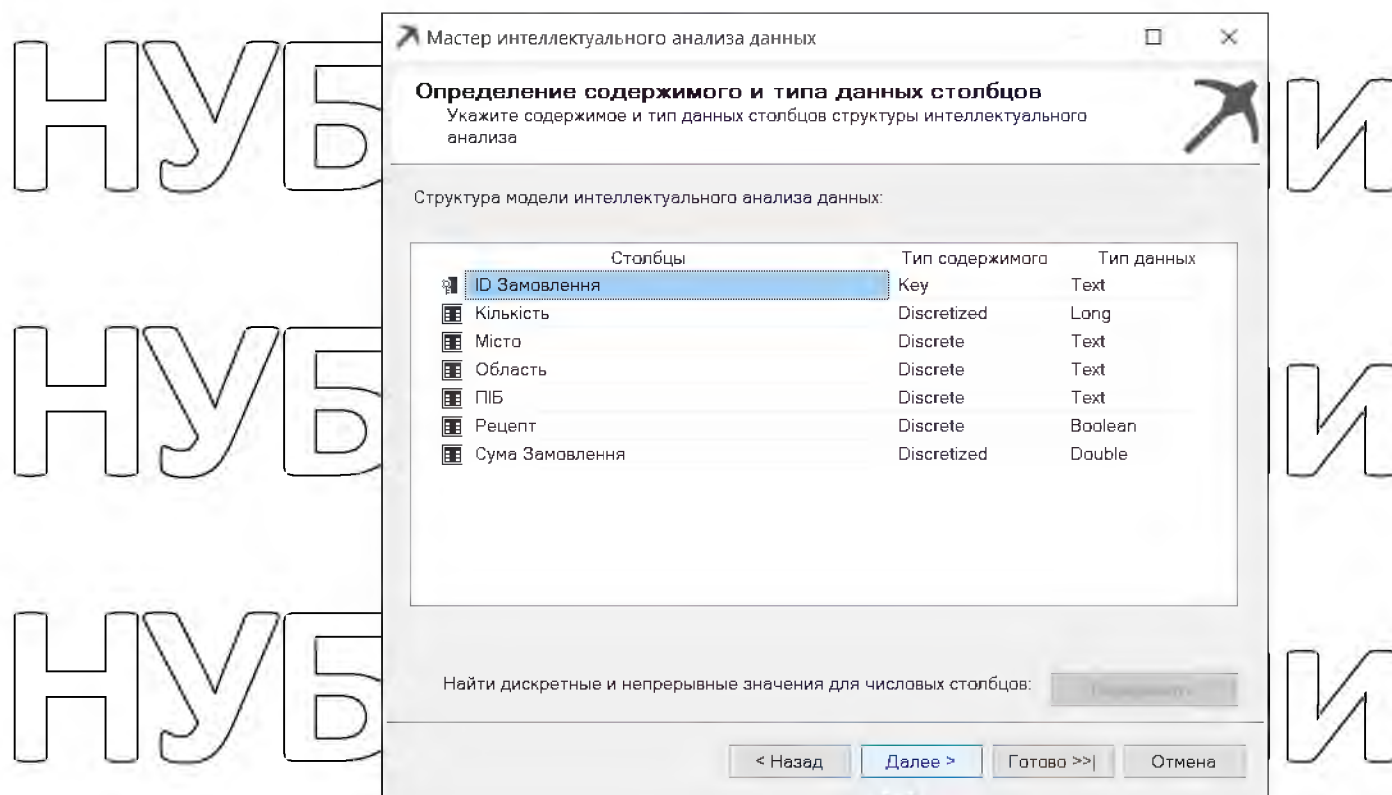 НУБ
И
Мастер интеллектуального анализа данных
Определение содержимого и типа данных столбцов
Укажите содержимое и тип данных столбцов структуры интеллектуального
анализа
Структура модели интеллектуального анализа данных:
Столбцы Тип содержимого Тип данных
ID Замовлення Key Text
Кількість Discretized Long
Місто Discrete Text
Область Discrete Text
ПІБ Discrete Text
Рецепт Discrete Boolean
Сума Замовлення Discretized Double
НУБ
И
Найти дискретные и непрерывные значения для числовых столбцов:
НУБ
И
< Назад Далее > Готово >>| Отмена